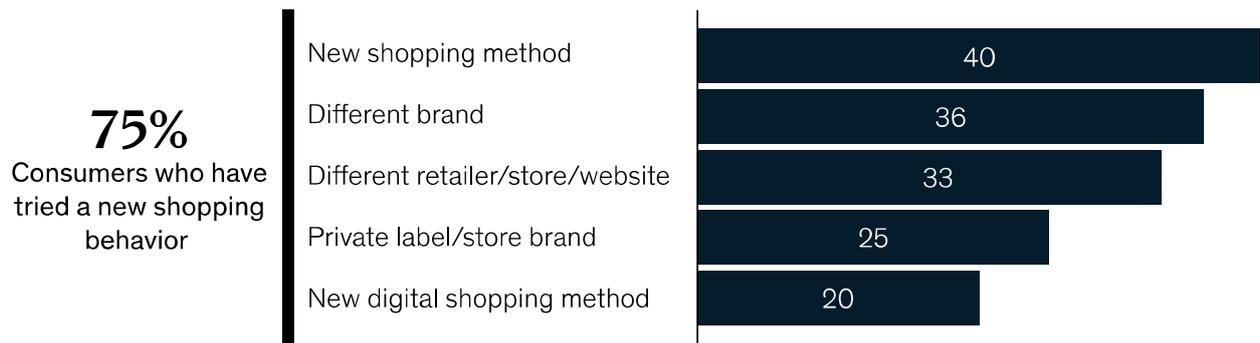 75%
Consumers who have
tried a new shopping
behavior
New shopping method
40
Different brand
36
Different retailer/store/website
33
Private label/store brand
25
New digital shopping method
20